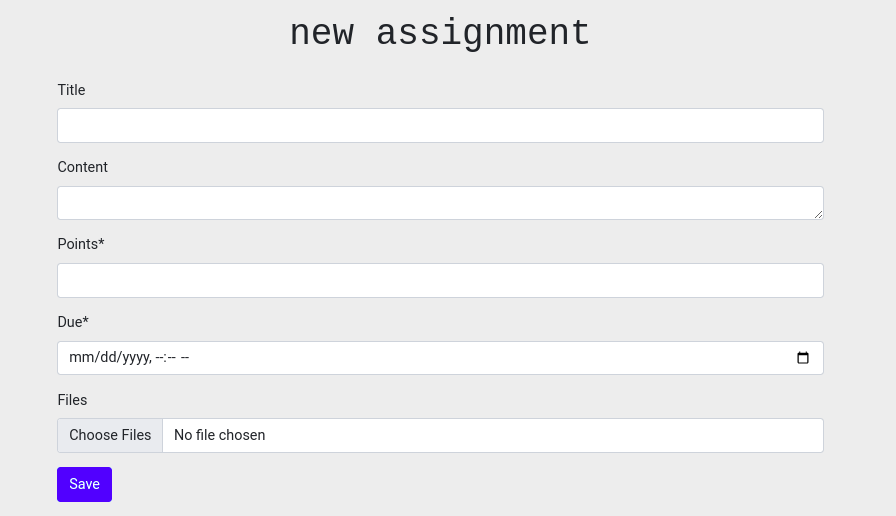 new assignment
Title
Content
Points*
Due*
mm/dd/yyyy, --:-- --
Files
Choose Files No file chosen
Save